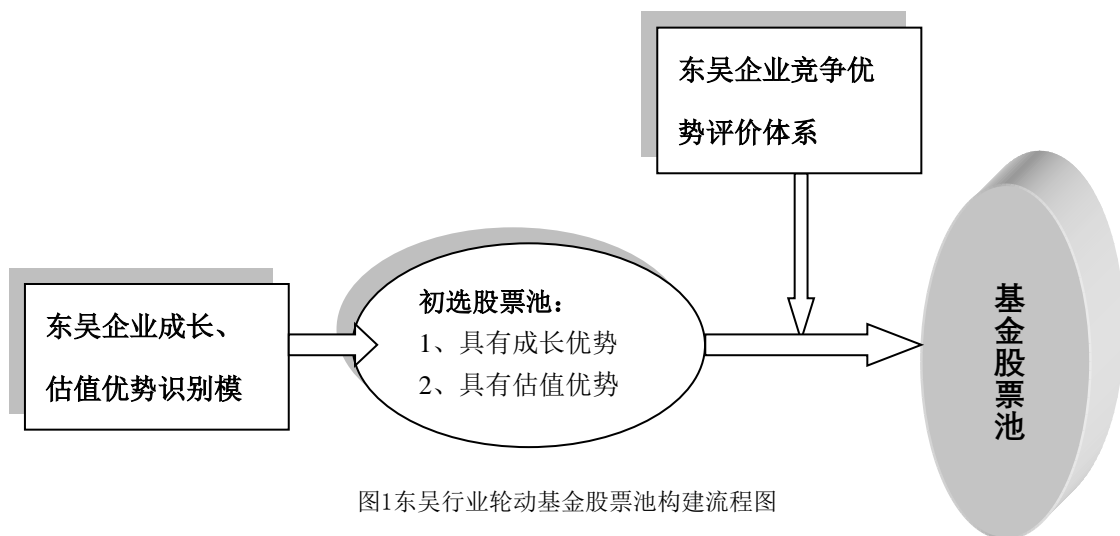 东吴企业竞争优
势评价体系
东吴企业成长、
估值优势识别模
初选股票池：
1、具有成长优势
2、具有估值优势
基金股票池
图1东吴行业轮动基金股票池构建流程图